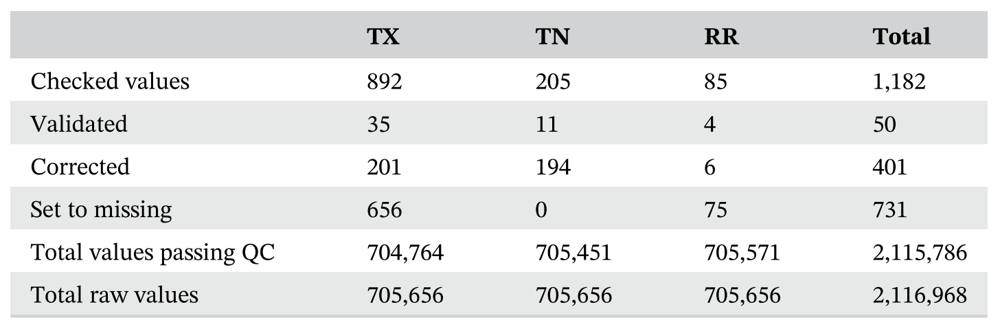 TX TN RR Total
Checked values 892 205 85 1,182
Validated 35 11 4 50
Corrected 201 194 6 401
Set to missing 656 0 75 731
Total values passing QC 704,764 705,451 705,571 2,115,786
Total raw values 705,656 705,656 705,656 2,116,968